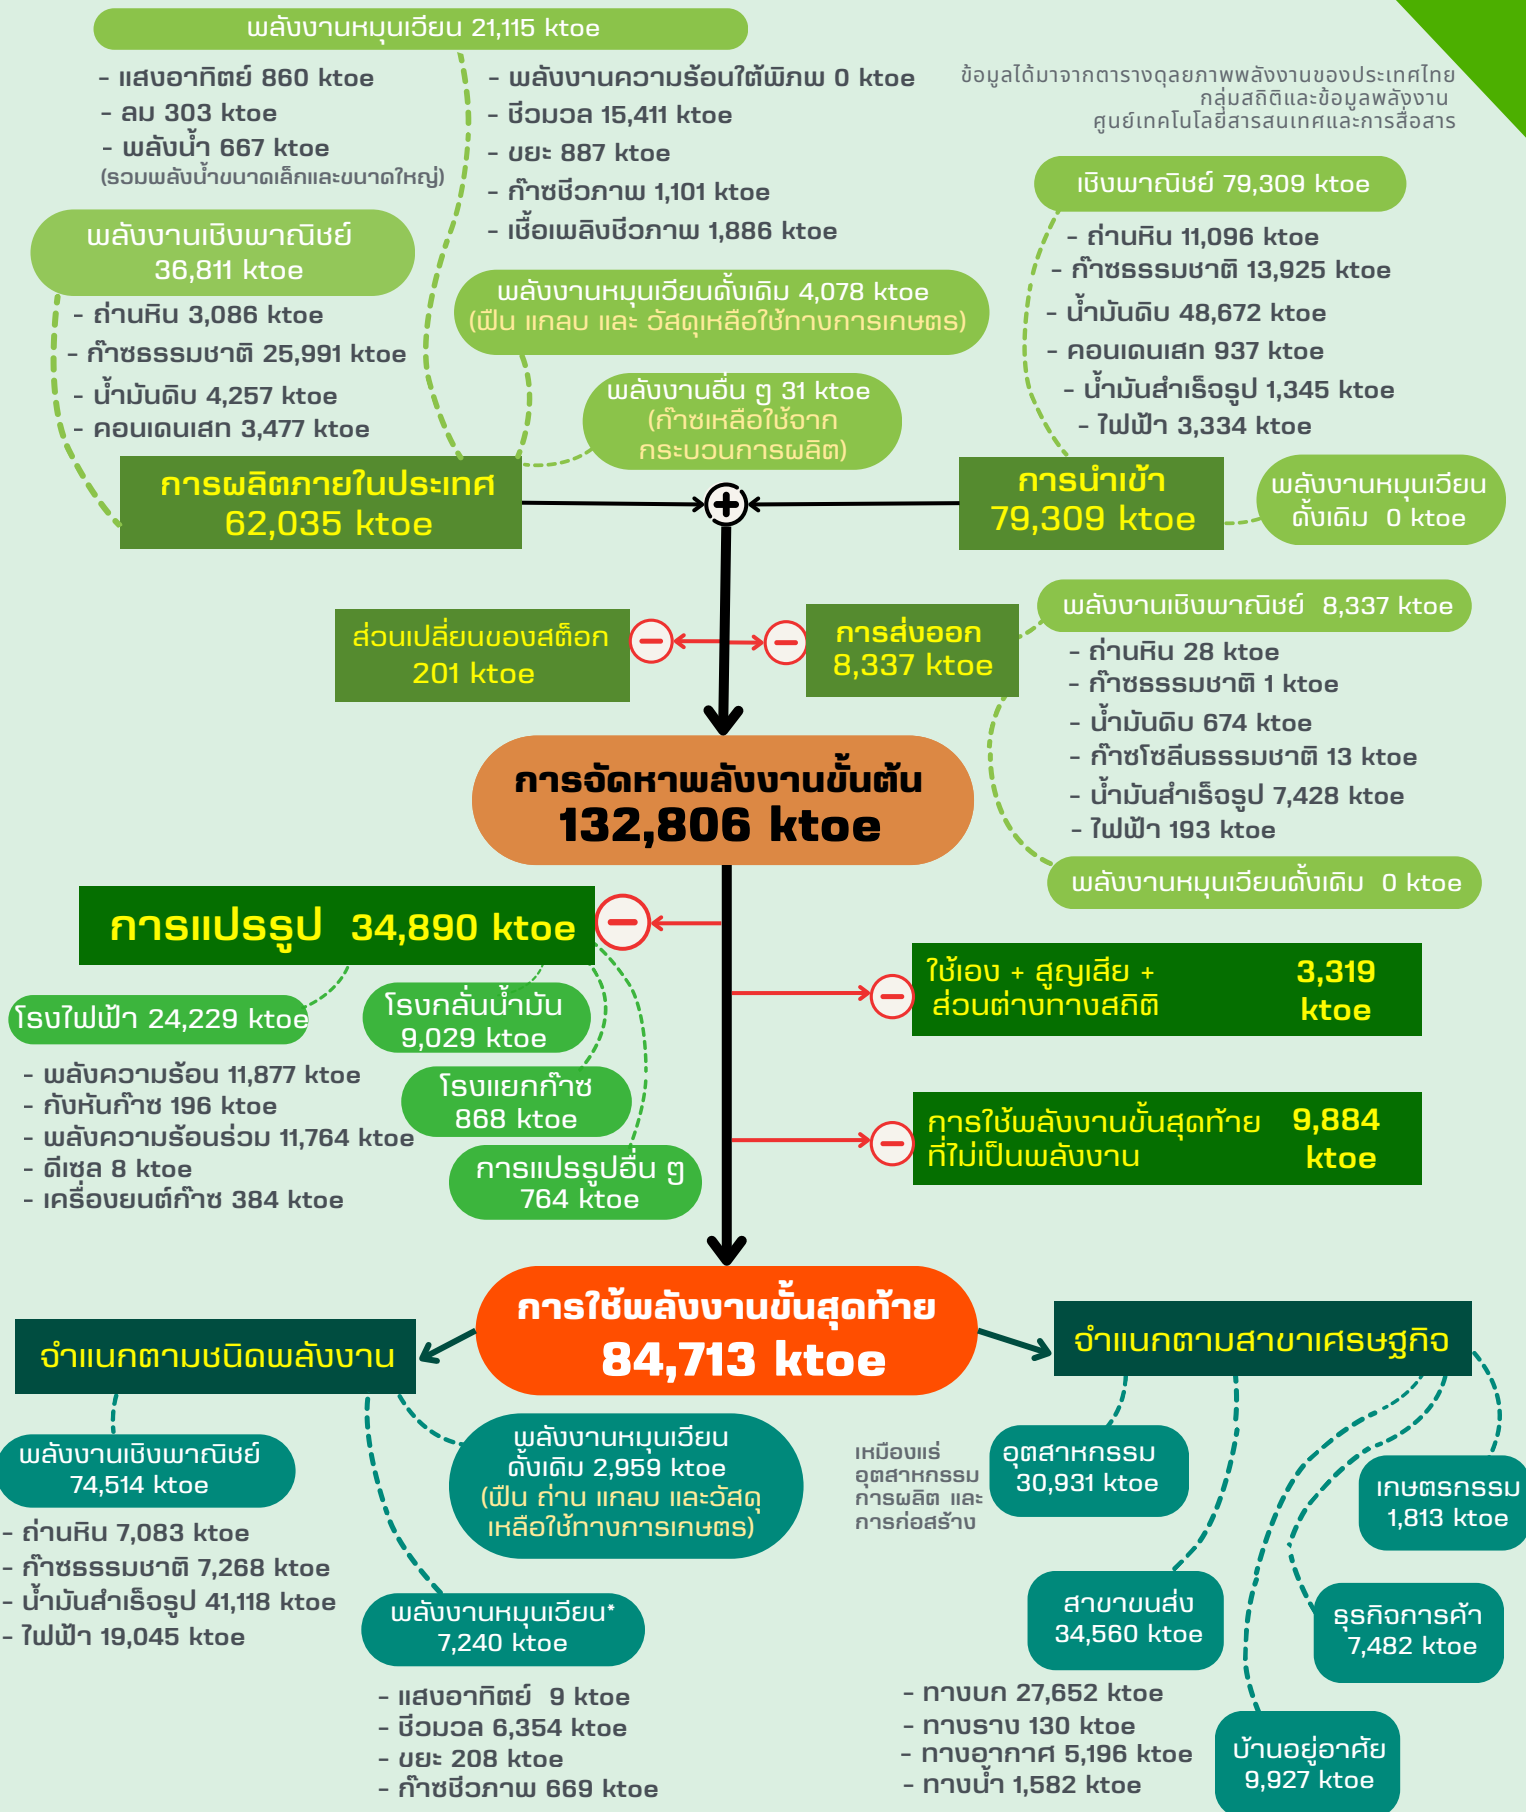 พลังงานหมุนเวียน 21,115 ktoe
- แสงอาทิตย์ 860 ktoe
- ลม 303 ktoe
- พลังน้ำ 667 ktoe
(รวมพลังน้ำขนาดเล็กและขนาดใหญ่)
- พลังงานความร้อนใต้พิภพ 0 ktoe
- ชีวมวล 15,411 ktoe
- ขยะ 887 ktoe
- ก๊าซชีวภาพ 1,101 ktoe
- เชื้อเพลิงชีวภาพ 1,886 ktoe
ข้อมูลได้มาจากตารางดุลยภาพพลังงานของประเทศไทย
กลุ่มสถิติและข้อมูลพลังงาน
ศูนย์เทคโนโลยีสารสนเทศและการสื่อสาร
พลังงานเชิงพาณิชย์
36,811 ktoe
- ถ่านหิน 3,086 ktoe
- ก๊าซธรรมชาติ 25,991 ktoe
- น้ำมันดิบ 4,257 ktoe
- คอนเดนเสท 3,477 ktoe
พลังงานหมุนเวียนดั้งเดิม 4,078 ktoe
(ฟืน แกลบ และ วัสดุเหลือใช้ทางการเกษตร)
พลังงานอื่น ๆ 31 ktoe
(ก๊าซเหลือใช้จาก
กระบวนการผลิต)
เชิงพาณิชย์ 79,309 ktoe
- ถ่านหิน 11,096 ktoe
- ก๊าซธรรมชาติ 13,925 ktoe
- น้ำมันดิบ 48,672 ktoe
- คอนเดนเสท 937 ktoe
- น้ำมันสำเร็จรูป 1,345 ktoe
- ไฟฟ้า 3,334 ktoe
การผลิตภายในประเทศ
62,035 ktoe
การนำเข้า
79,309 ktoe
พลังงานหมุนเวียน
ดั้งเดิม 0 ktoe
ส่วนเปลี่ยนของสต็อก
201 ktoe
การส่งออก
8,337 ktoe
พลังงานเชิงพาณิชย์ 8,337 ktoe
- ถ่านหิน 28 ktoe
- ก๊าซธรรมชาติ 1 ktoe
- น้ำมันดิบ 674 ktoe
- ก๊าซโซลีนธรรมชาติ 13 ktoe
- น้ำมันสำเร็จรูป 7,428 ktoe
- ไฟฟ้า 193 ktoe
พลังงานหมุนเวียนดั้งเดิม 0 ktoe
การจัดหาพลังงานขั้นต้น
132,806 ktoe
การแปรรูป 34,890 ktoe
โรงไฟฟ้า 24,229 ktoe
- พลังความร้อน 11,877 ktoe
- กังหันก๊าซ 196 ktoe
- พลังความร้อนร่วม 11,764 ktoe
- ดีเซล 8 ktoe
- เครื่องยนต์ก๊าซ 384 ktoe
โรงกลั่นน้ำมัน
9,029 ktoe
โรงแยกก๊าซ
868 ktoe
การแปรรูปอื่น ๆ
764 ktoe
ใช้เอง + สูญเสีย +
ส่วนต่างทางสถิติ
3,319
ktoe
การใช้พลังงานขั้นสุดท้าย
ที่ไม่เป็นพลังงาน
9,884
ktoe
การใช้พลังงานขั้นสุดท้าย
84,713 ktoe
จำแนกตามชนิดพลังงาน
พลังงานเชิงพาณิชย์
74,514 ktoe
- ถ่านหิน 7,083 ktoe
- ก๊าซธรรมชาติ 7,268 ktoe
- น้ำมันสำเร็จรูป 41,118 ktoe
- ไฟฟ้า 19,045 ktoe
พลังงานหมุนเวียน
ดั้งเดิม 2,959 ktoe
(ฟืน ถ่าน แกลบ และวัสดุ
เหลือใช้ทางการเกษตร)
พลังงานหมุนเวียน*
7,240 ktoe
- แสงอาทิตย์ 9 ktoe
- ชีวมวล 6,354 ktoe
- ขยะ 208 ktoe
- ก๊าซชีวภาพ 669 ktoe
จำแนกตามสาขาเศรษฐกิจ
เหมืองแร่
อุตสาหกรรม
การผลิต และ
การก่อสร้าง
อุตสาหกรรม
30,931 ktoe
เกษตรกรรม
1,813 ktoe
สาขาขนส่ง
34,560 ktoe
- ทางบก 27,652 ktoe
- ทางราง 130 ktoe
- ทางอากาศ 5,196 ktoe
- ทางน้ำ 1,582 ktoe
ธุรกิจการค้า
7,482 ktoe
บ้านอยู่อาศัย
9,927 ktoe